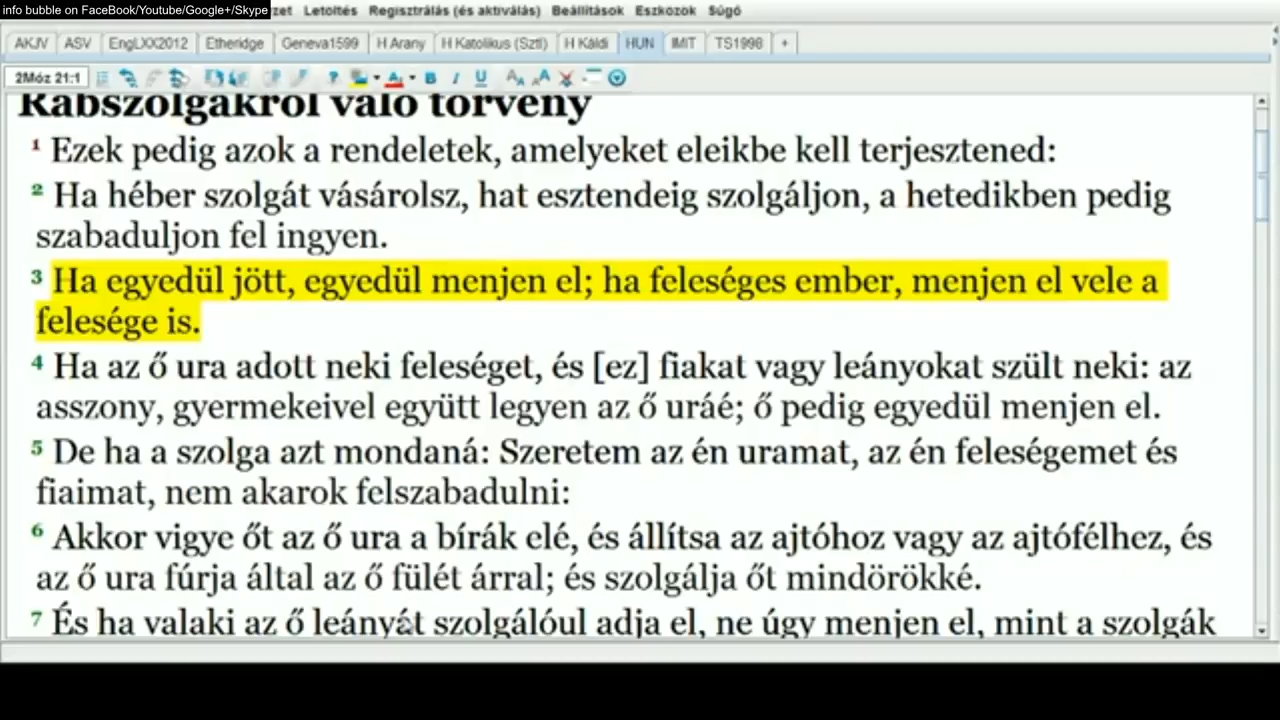 info bubble on FaceBook/Youtube/Google+/Skype
Letöltés Regisztrálás (és aktiválás) Beállítások Eszközök Súgó
AKJV ASV EngLXX2012 Etheridge Geneva1599 H Arany H Katolikus (SztI) H Káldi HUN IMIT TS1998 +
2Móz 21:1 ? A B I U
Rabszolgákról való törvény
1 Ezek pedig azok a rendeletek, amelyeket eleikbe kell terjesztened:
2 Ha héber szolgát vásárolsz, hat esztendeig szolgáljon, a hetedikben pedig
szabaduljon fel ingyen.
3 Ha egyedül jött, egyedül menjen el; ha feleséges ember, menjen el vele a
felesége is.
4 Ha az ő ura adott neki feleséget, és [ez] fiakat vagy leányokat szült neki: az
asszony, gyermekeivel együtt legyen az ő uráé; ő pedig egyedül menjen el.
5 De ha a szolga azt mondaná: Szeretem az én uramat, az én feleségemet és
fiaimat, nem akarok felszabadulni:
6 Akkor vigye őt az ő ura a bírák elé, és állítsa az ajtóhoz vagy az ajtófélhez, és
az ő ura fúrja által az ő fülét árral; és szolgálja őt mindörökké.
7 És ha valaki az ő leányát szolgálóul adja el, ne úgy menjen el, mint a szolgák